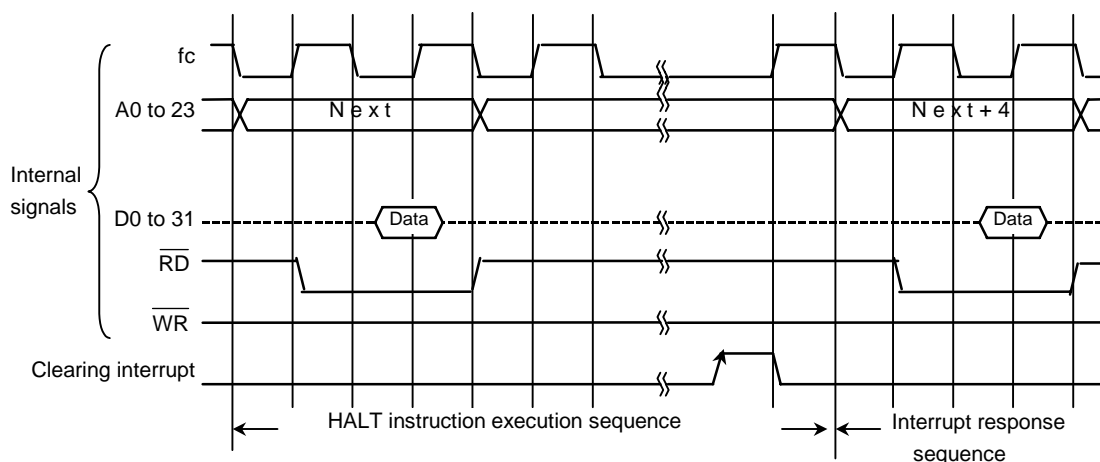 fc
A0 to 23
Next
Next + 4
Internal
signals
D0 to 31
Data
Data
RD
WR
Clearing interrupt
HALT instruction execution sequence
Interrupt response
sequence